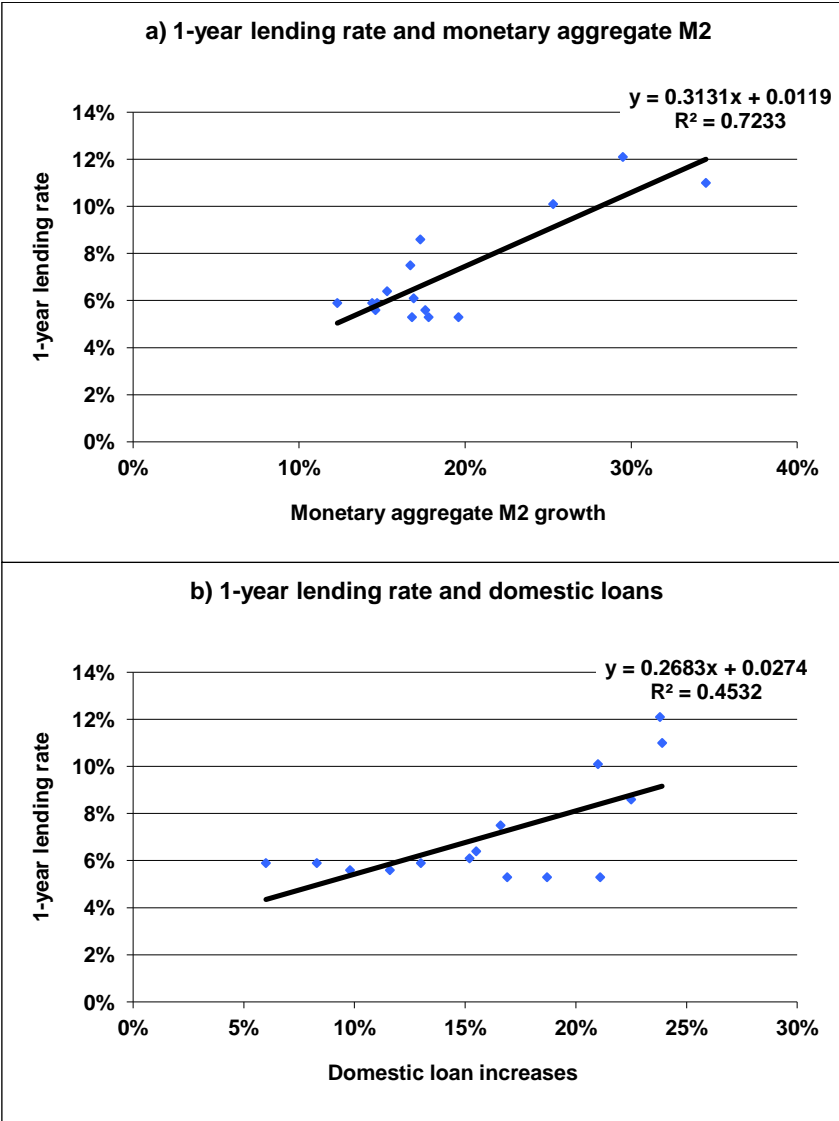 a) 1-year lending rate and monetary aggregate M2
y = 0.3131x + 0.0119
R² = 0.7233
14%
12%
10%
8%
6%
4%
2%
0%
1-year lending rate
0% 10% 20% 30% 40%
Monetary aggregate M2 growth
b) 1-year lending rate and domestic loans
y = 0.2683x + 0.0274
R² = 0.4532
14%
12%
10%
8%
6%
4%
2%
0%
1-year lending rate
0% 5% 10% 15% 20% 25% 30%
Domestic loan increases